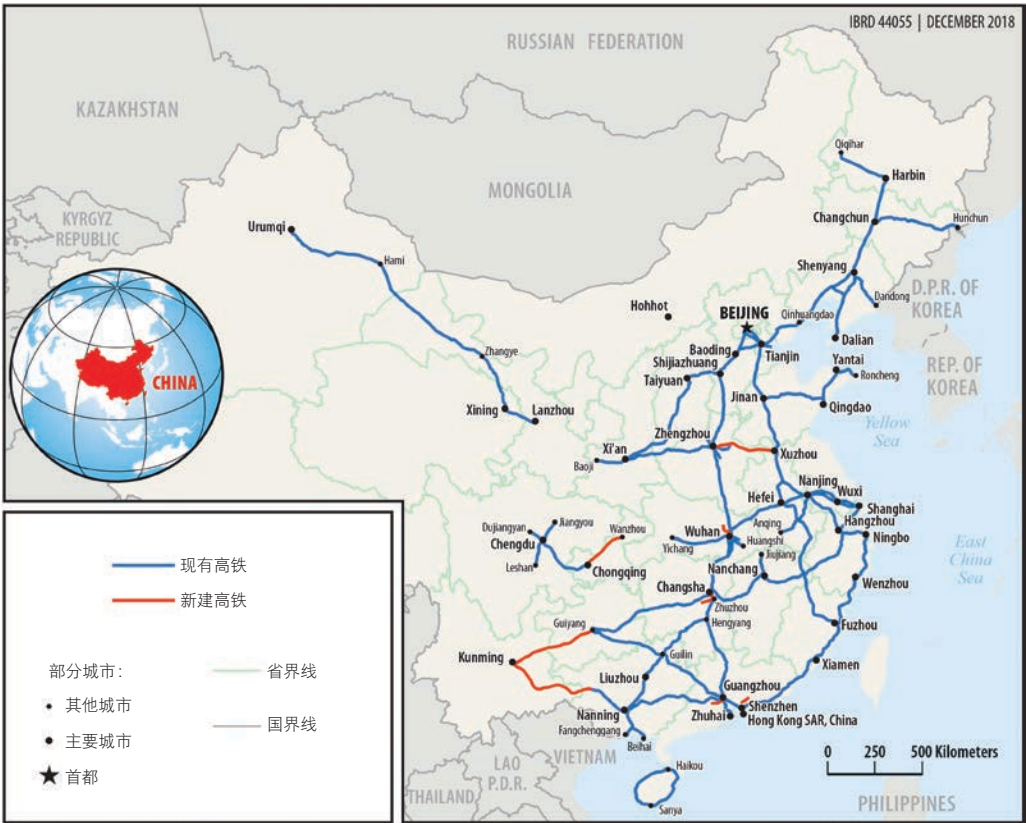 IBRD 44055 | DECEMBER 2018
RUSSIAN FEDERATION
KAZAKHSTAN
MONGOLIA
KYRGYZ
REPUBLIC
Qiqihar
Harbin
Changchun
Hunchun
Urumqi
Hami
Shenyang
Dandong
D.P.R. OF
KOREA
Hohhot
BEIJING
Qinhuangdao
Dalian
Baoding
Tianjin
Zhangye
Shijiazhuang
Yantai
REP. OF
KOREA
Taiyuan
Roncheng
CHINA
Xining
Lanzhou
Jinan
Qingdao
Yellow
Sea
Zhengzhou
Xi'an
Xuzhou
Baoji
Nanjing
Wuxi
Hefei
Shanghai
Dujiangyan
Jiangyou
Wanzhou
Wuhan
Anqing
Hangzhou
Chengdu
Yichang
Huangshi
Ningbo
East
China
Sea
Leshan
Chongqing
Jiujiang
Nanchang
Changsha
Wenzhou
Zhuzhou
Guiyang
Hengyang
Fuzhou
Kunming
Guilin
Xiamen
Liuzhou
Guangzhou
Nanning
Shenzhen
Zhuhai
Hong Kong SAR, China
Fangchenggang
Beihai
VIETNAM
LAO
P.D.R.
Haikou
THAILAND
Sanya
0 250 500 Kilometers
PHILIPPINES
现有高铁
新建高铁
部分城市：
省界线
其他城市
国界线
主要城市
首都